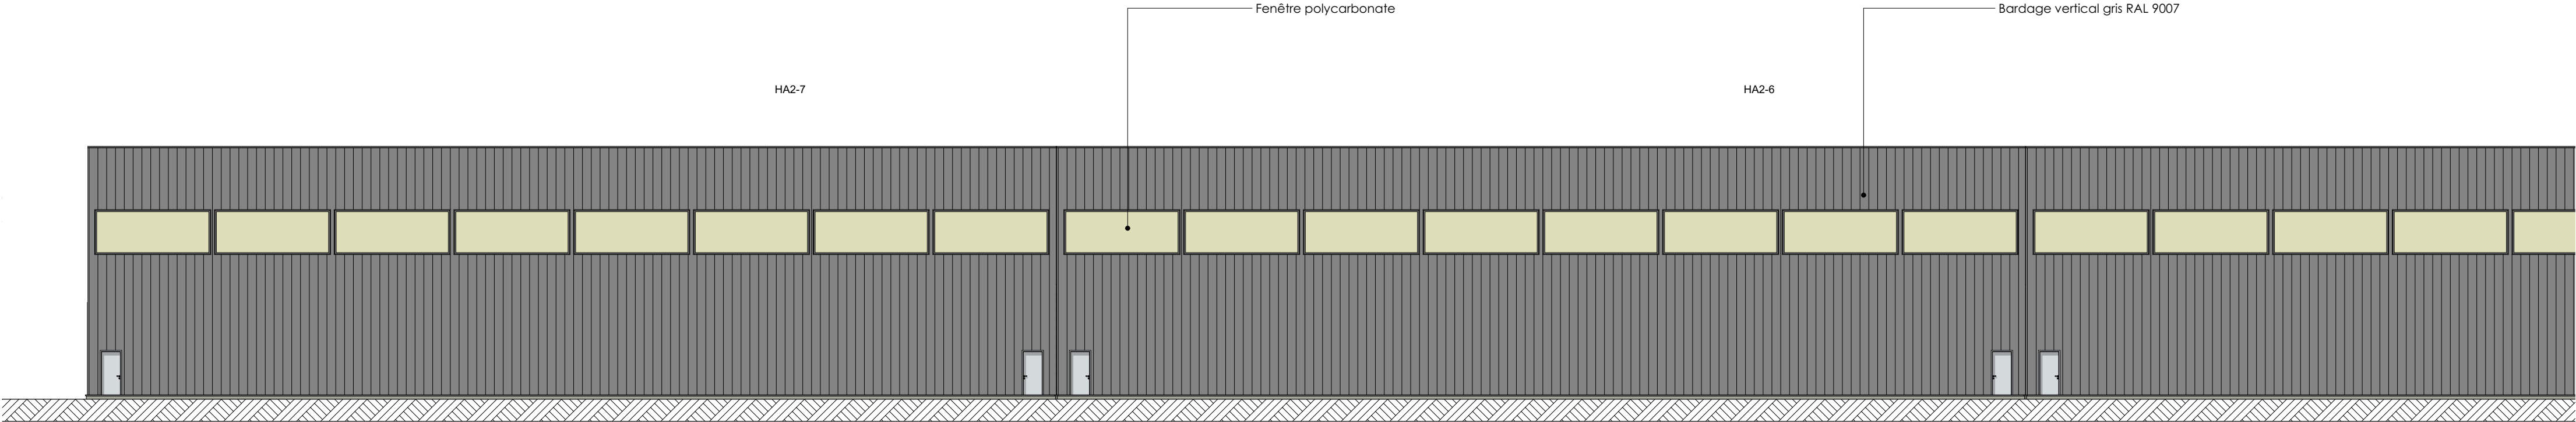 Fenêtre polycarbonate
Bardage vertical gris RAL 9007
HA2-7
HA2-6